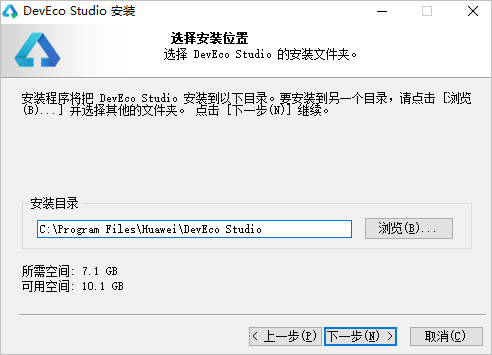 DevEco Studio 安装
选择安装位置
选择 DevEco Studio 的安装文件夹。
安装程序将把 DevEco Studio 安装到以下目录。要安装到另一个目录，请点击 [浏览
(B)...] 并选择其他的文件夹。 点击 [下一步(N)] 继续。
安装目录
C:\Program Files\Huawei\DevEco Studio
浏览(B)...
所需空间: 7.1 GB
可用空间: 10.1 GB
< 上一步(P) 下一步(N) > 取消(C)